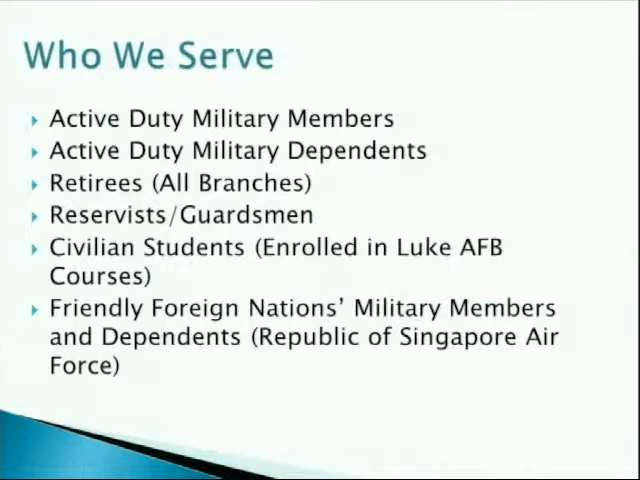 Who We Serve
Active Duty Military Members
Active Duty Military Dependents
Retirees (All Branches)
Reservists/Guardsmen
Civilian Students (Enrolled in Luke AFB
Courses)
Friendly Foreign Nations’ Military Members
and Dependents (Republic of Singapore Air
Force)